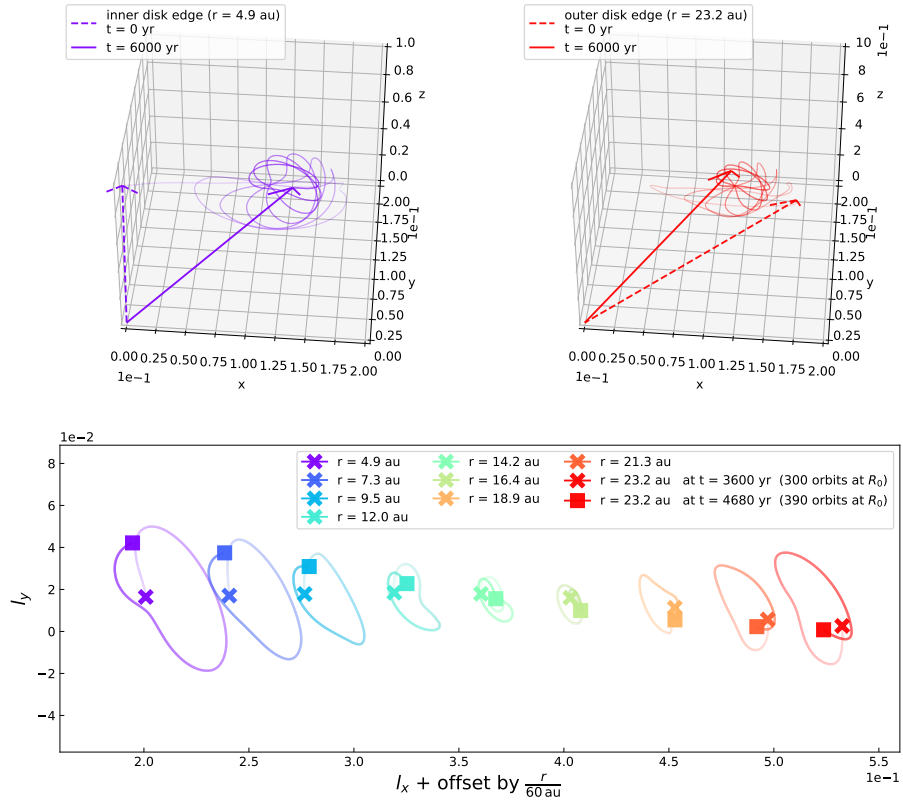 inner disk edge (r = 4.9 au)
t = 0 yr
t = 6000 yr
1.0
0.8
0.6
0.4
0.2
0.0
z
2.00
1.75
1.50
1.25
1.00
0.75
0.50
0.25
0.00
1e−1
y
0.00 0.25 0.50 0.75 1.00 1.25 1.50 1.75 2.00
1e−1
x
outer disk edge (r = 23.2 au)
t = 0 yr
t = 6000 yr
10
8
6
4
2
0
1e−1
z
2.00
1.75
1.50
1.25
1.00
0.75
0.50
0.25
0.00
1e−1
y
0.00 0.25 0.50 0.75 1.00 1.25 1.50 1.75 2.00
1e−1
x
1e−2
8
6
4
2
0
−2
−4
l_y
r = 4.9 au
r = 7.3 au
r = 9.5 au
r = 12.0 au
r = 14.2 au
r = 16.4 au
r = 18.9 au
r = 21.3 au
r = 23.2 au at t = 3600 yr (300 orbits at R_0)
r = 23.2 au at t = 4680 yr (390 orbits at R_0)
2.0 2.5 3.0 3.5 4.0 4.5 5.0 5.5
1e−1
l_x + offset by r/60 au